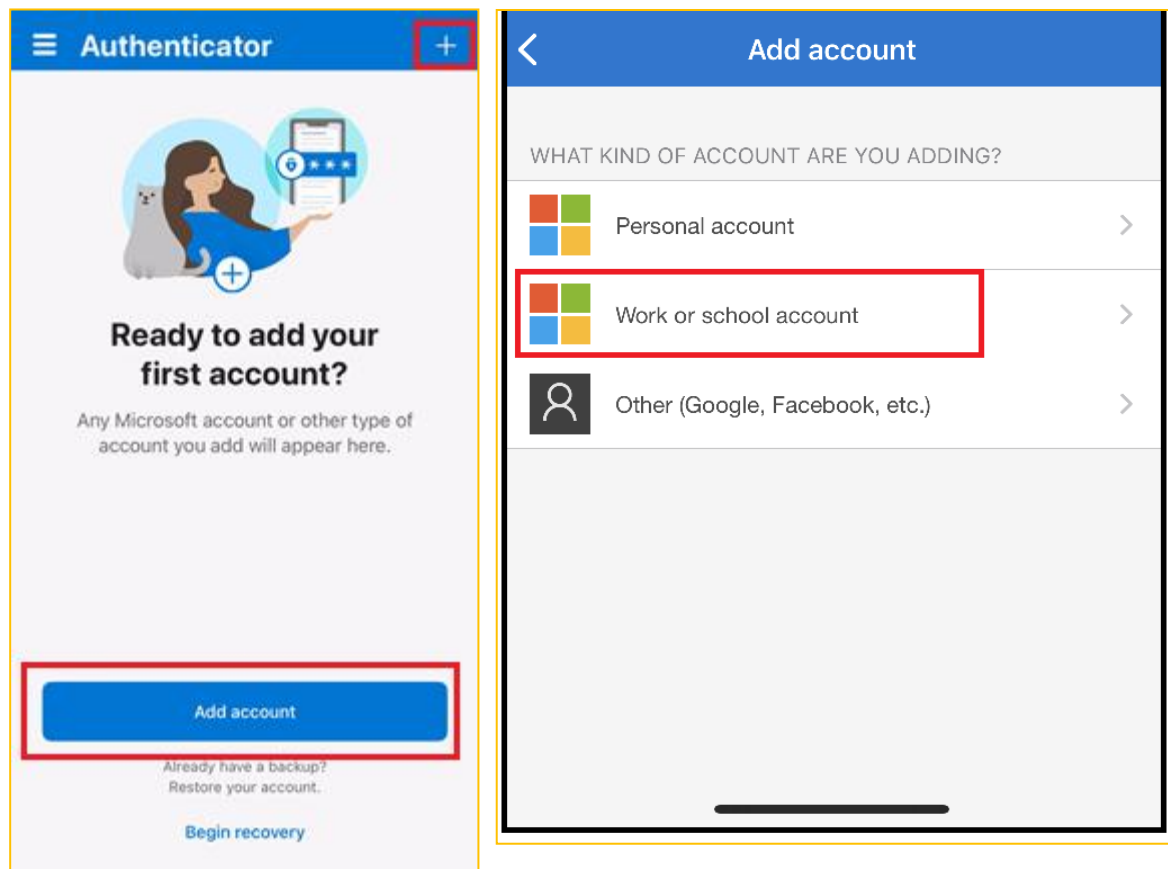 Authenticator
Ready to add your
first account?
Any Microsoft account or other type of
account you add will appear here.
Add account
Already have a backup?
Restore your account.
Begin recovery
Add account
WHAT KIND OF ACCOUNT ARE YOU ADDING?
Personal account
Work or school account
Other (Google, Facebook, etc.)